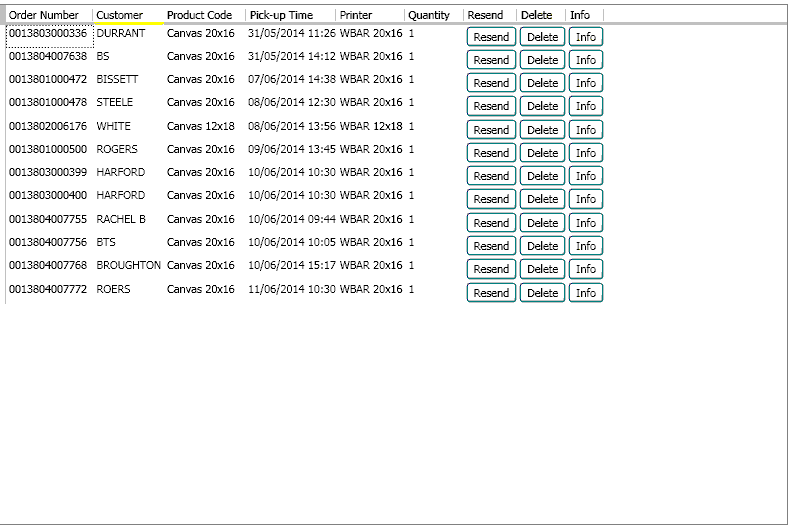 Order Number Customer Product Code Pick-up Time Printer Quantity Resend Delete Info
0013803000336 DURRANT Canvas 20x16 31/05/2014 11:26 WBAR 20x16 1 Resend Delete Info
0013804007638 BS Canvas 20x16 31/05/2014 14:12 WBAR 20x16 1 Resend Delete Info
0013801000472 BISSETT Canvas 20x16 07/06/2014 14:38 WBAR 20x16 1 Resend Delete Info
0013801000478 STEELE Canvas 20x16 08/06/2014 12:30 WBAR 20x16 1 Resend Delete Info
0013802006176 WHITE Canvas 12x18 08/06/2014 13:56 WBAR 12x18 1 Resend Delete Info
0013801000500 ROGERS Canvas 20x16 09/06/2014 13:45 WBAR 20x16 1 Resend Delete Info
0013803000399 HARFORD Canvas 20x16 10/06/2014 10:30 WBAR 20x16 1 Resend Delete Info
0013803000400 HARFORD Canvas 20x16 10/06/2014 10:30 WBAR 20x16 1 Resend Delete Info
0013804007755 RACHEL B Canvas 20x16 10/06/2014 09:44 WBAR 20x16 1 Resend Delete Info
0013804007756 BTS Canvas 20x16 10/06/2014 10:05 WBAR 20x16 1 Resend Delete Info
0013804007768 BROUGHTON Canvas 20x16 10/06/2014 15:17 WBAR 20x16 1 Resend Delete Info
0013804007772 ROERS Canvas 20x16 11/06/2014 10:30 WBAR 20x16 1 Resend Delete Info